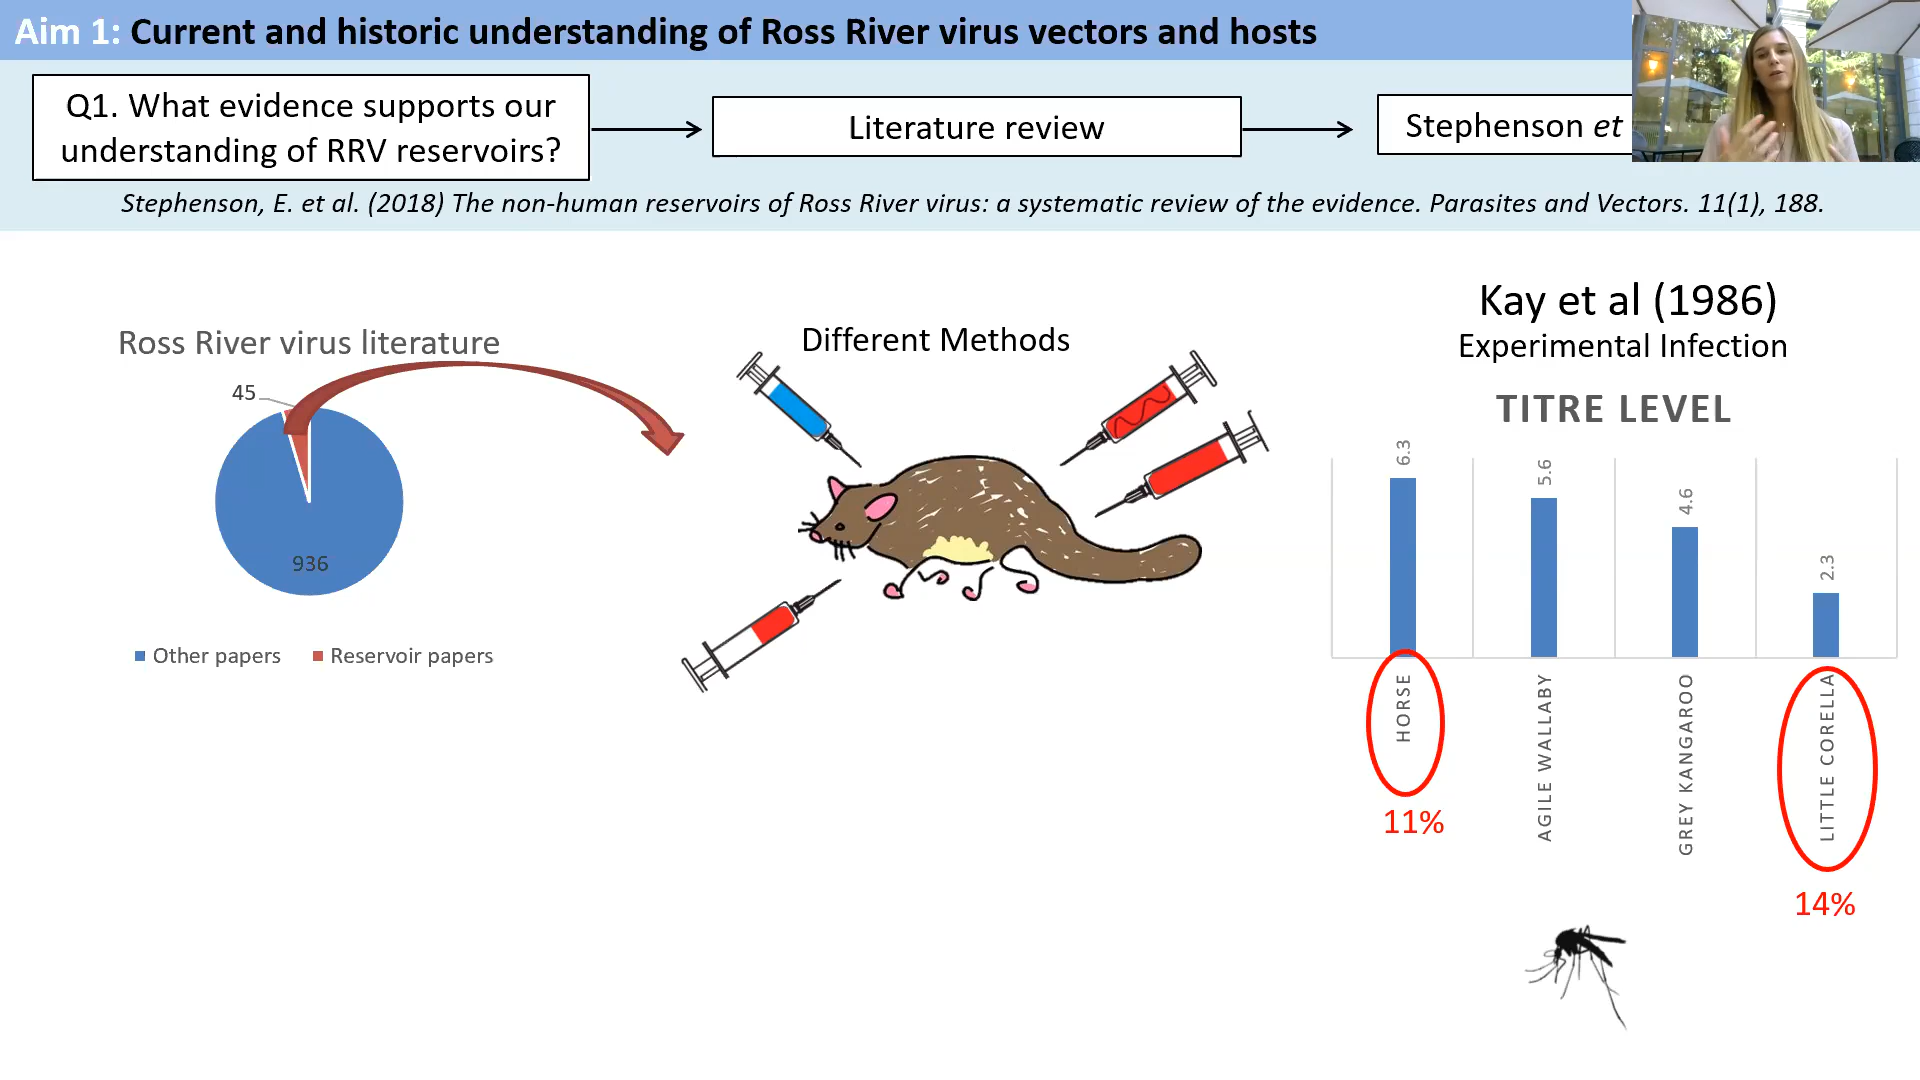 Aim 1: Current and historic understanding of Ross River virus vectors and hosts
Q1. What evidence supports our
understanding of RRV reservoirs?
Literature review
Stephenson et
Stephenson, E. et al. (2018) The non-human reservoirs of Ross River virus: a systematic review of the evidence. Parasites and Vectors. 11(1), 188.
Ross River virus literature
45
936
Other papers
Reservoir papers
Different Methods
Kay et al (1986)
Experimental Infection
TITRE LEVEL
6.3
5.6
4.6
2.3
HORSE
AGILE WALLABY
GREY KANGAROO
LITTLE CORELLA
11%
14%